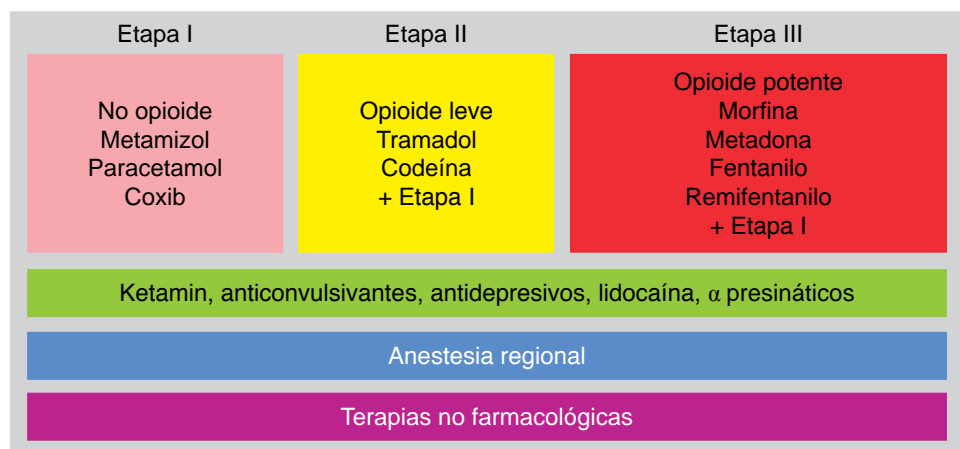 Etapa I
Etapa II
Etapa III
No opioide
Metamizol
Paracetamol
Coxib
Opioide leve
Tramadol
Codeína
+ Etapa I
Opioide potente
Morfina
Metadona
Fentanilo
Remifentanilo
+ Etapa I
Ketamin, anticonvulsivantes, antidepresivos, lidocaína, α presináticos
Anestesia regional
Terapias no farmacológicas